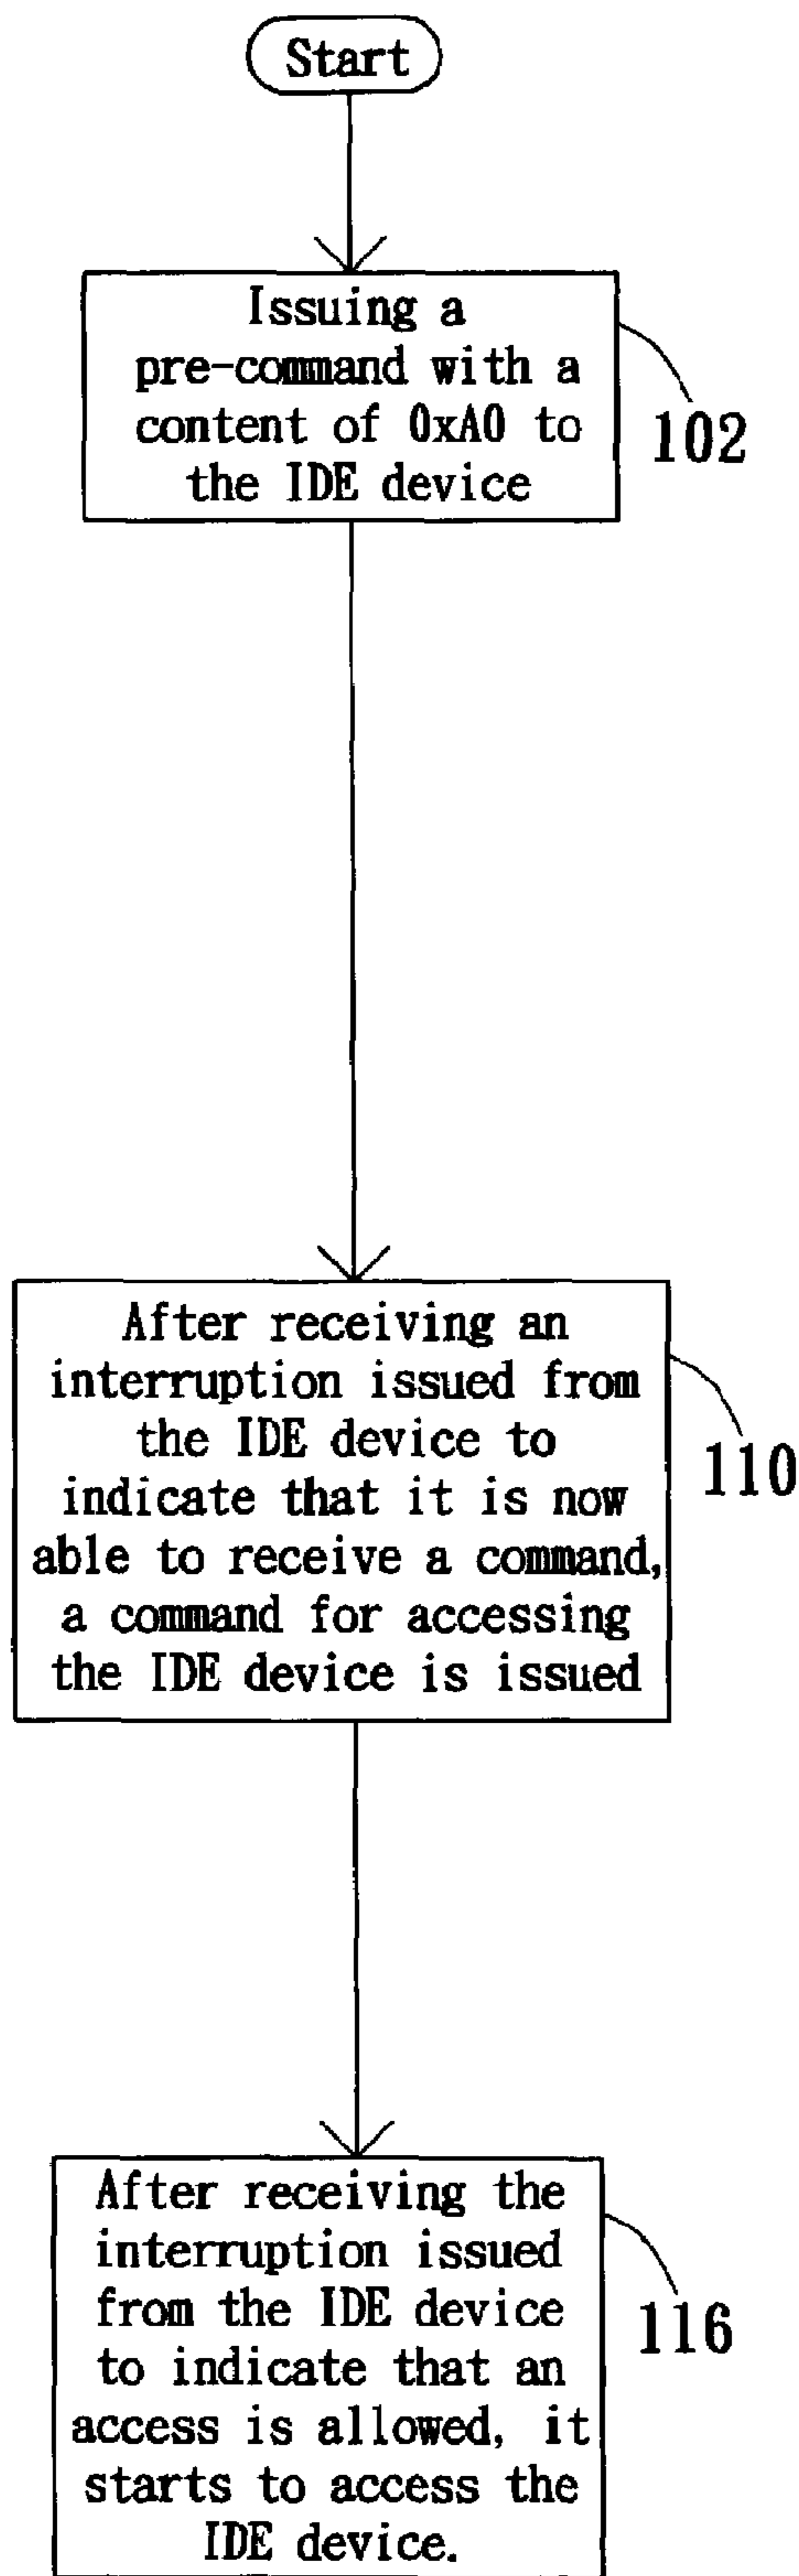 Start
Issuing a
pre-command with a
content of 0xA0 to
the IDE device
102
After receiving an
interruption issued from
the IDE device to
indicate that it is now
able to receive a command,
a command for accessing
the IDE device is issued
110
After receiving the
interruption issued
from the IDE device
to indicate that an
access is allowed, it
starts to access the
IDE device.
116